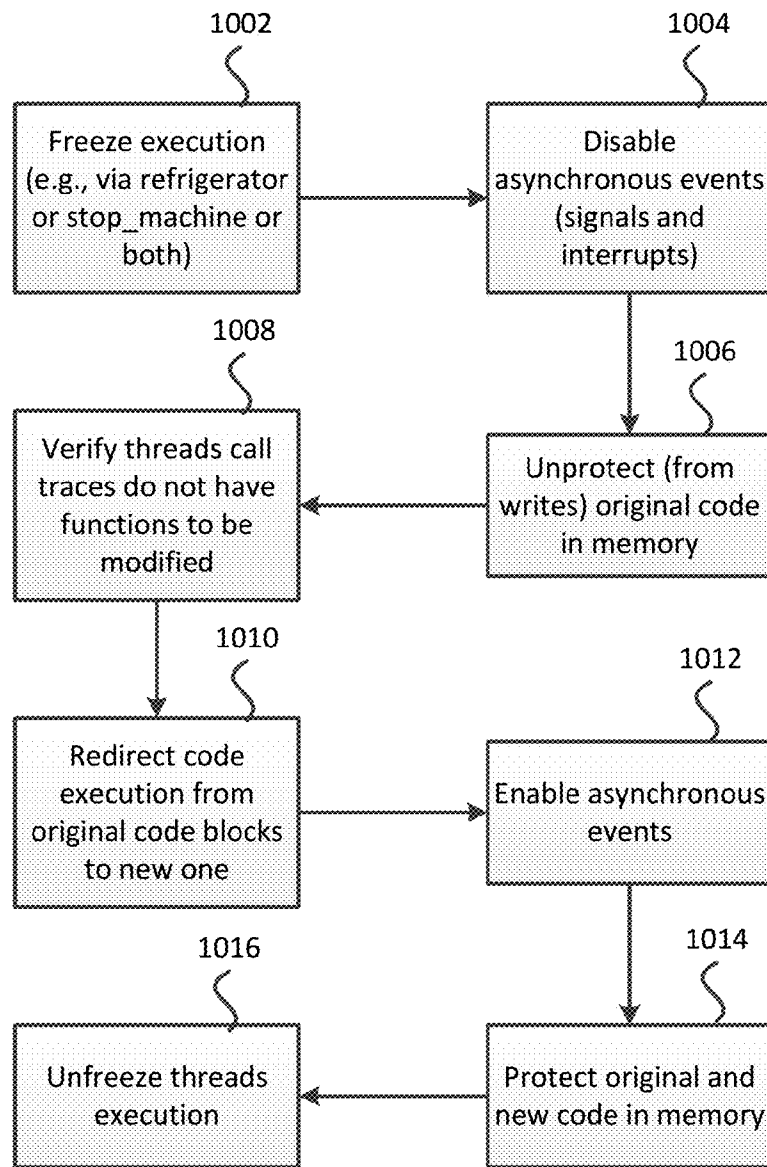 1002
Freeze execution
(e.g., via refrigerator
or stop_machine or
both)
1004
Disable
asynchronous events
(signals and
interrupts)
1006
Unprotect (from
writes) original code
in memory
1008
Verify threads call
traces do not have
functions to be
modified
1010
Redirect code
execution from
original code blocks
to new one
1012
Enable asynchronous
events
1014
Protect original and
new code in memory
1016
Unfreeze threads
execution